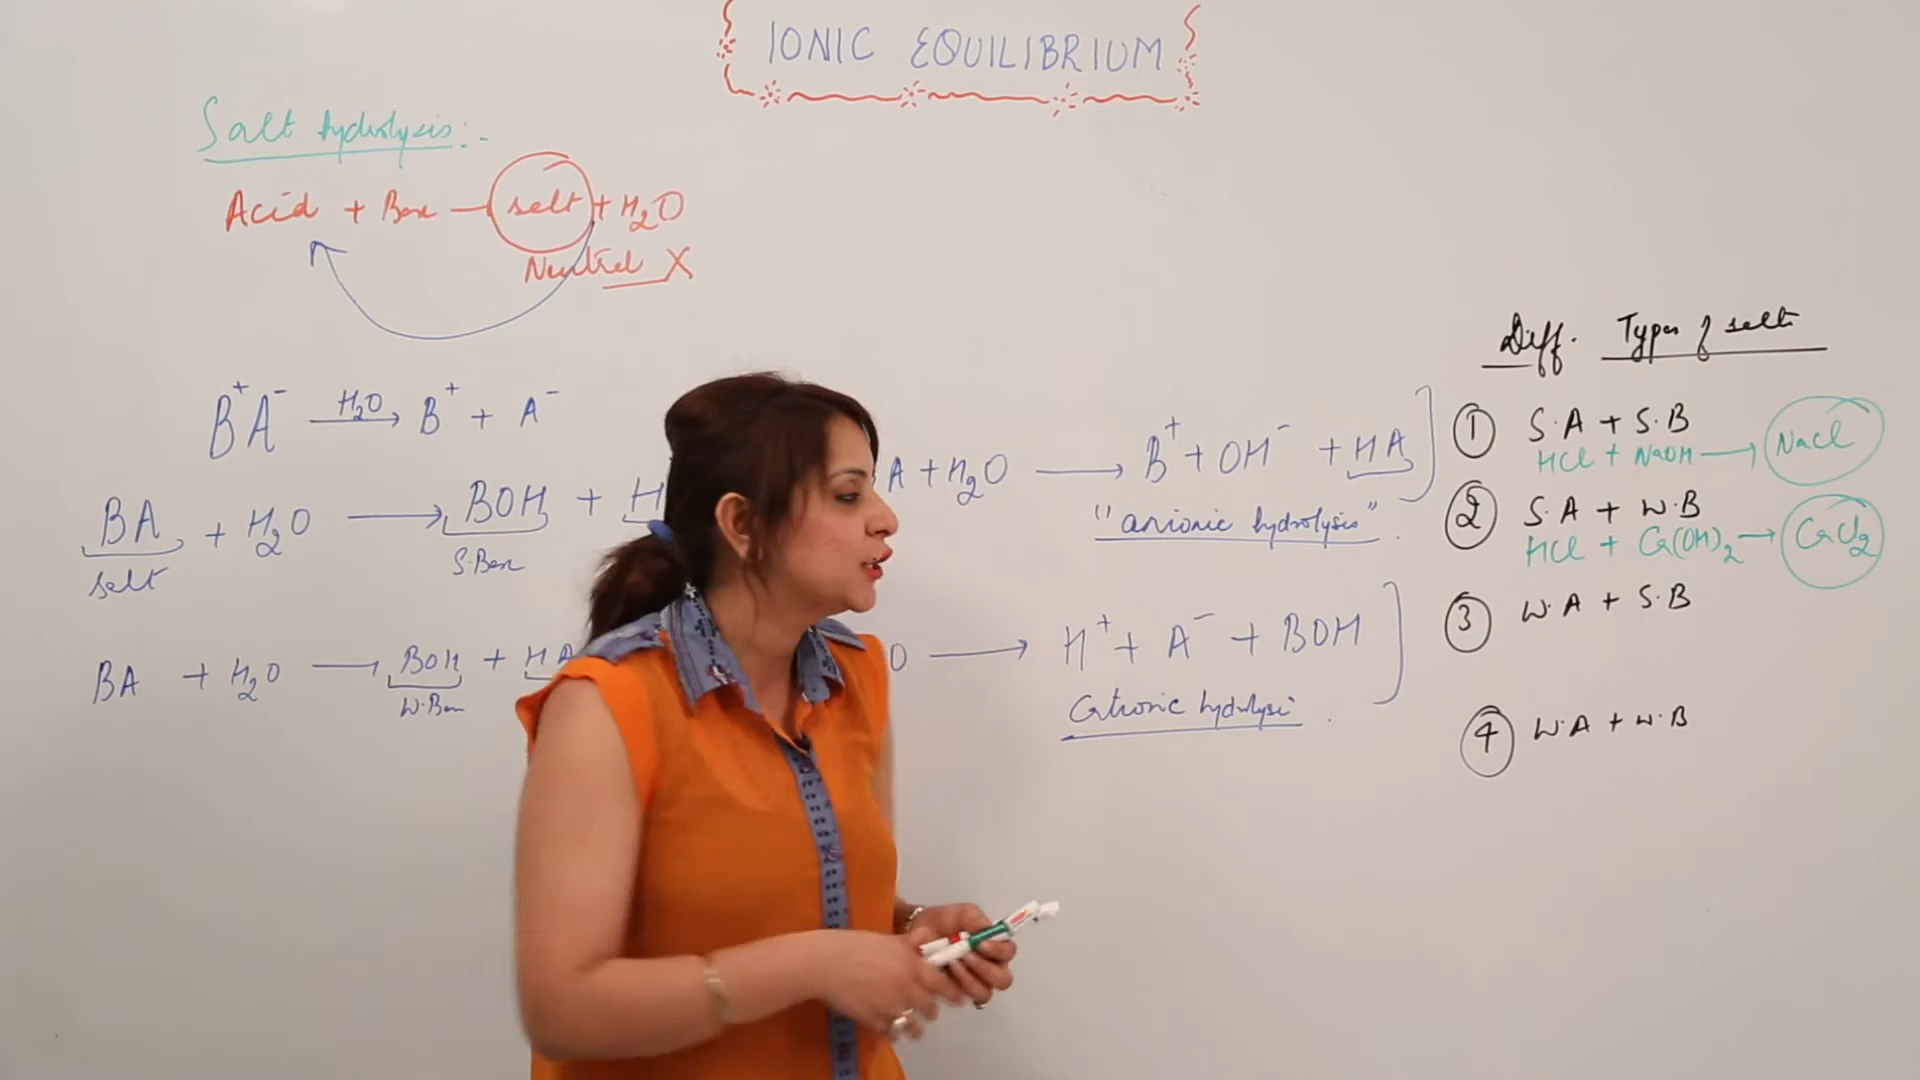 IONIC EQUILIBRIUM
Salt hydrolysis:-
Acid + Base — salt + H₂O
Neutral X
B⁺A⁻ —H₂O→ B⁺ + A⁻
BA + H₂O ⟶ BOH + H
salt S.Base
BA + H₂O ⟶ BOH + HA
W.Base
A + H₂O ⟶ B⁺ + OH⁻ + HA
"anionic hydrolysis".
O ⟶ H⁺ + A⁻ + BOH
Cationic hydrolysis.
Diff. Types of salts
① S.A + S.B
HCl + NaOH ⟶ NaCl
② S.A + W.B
HCl + Ca(OH)₂ → CaCl₂
③ W.A + S.B
④ W.A + W.B